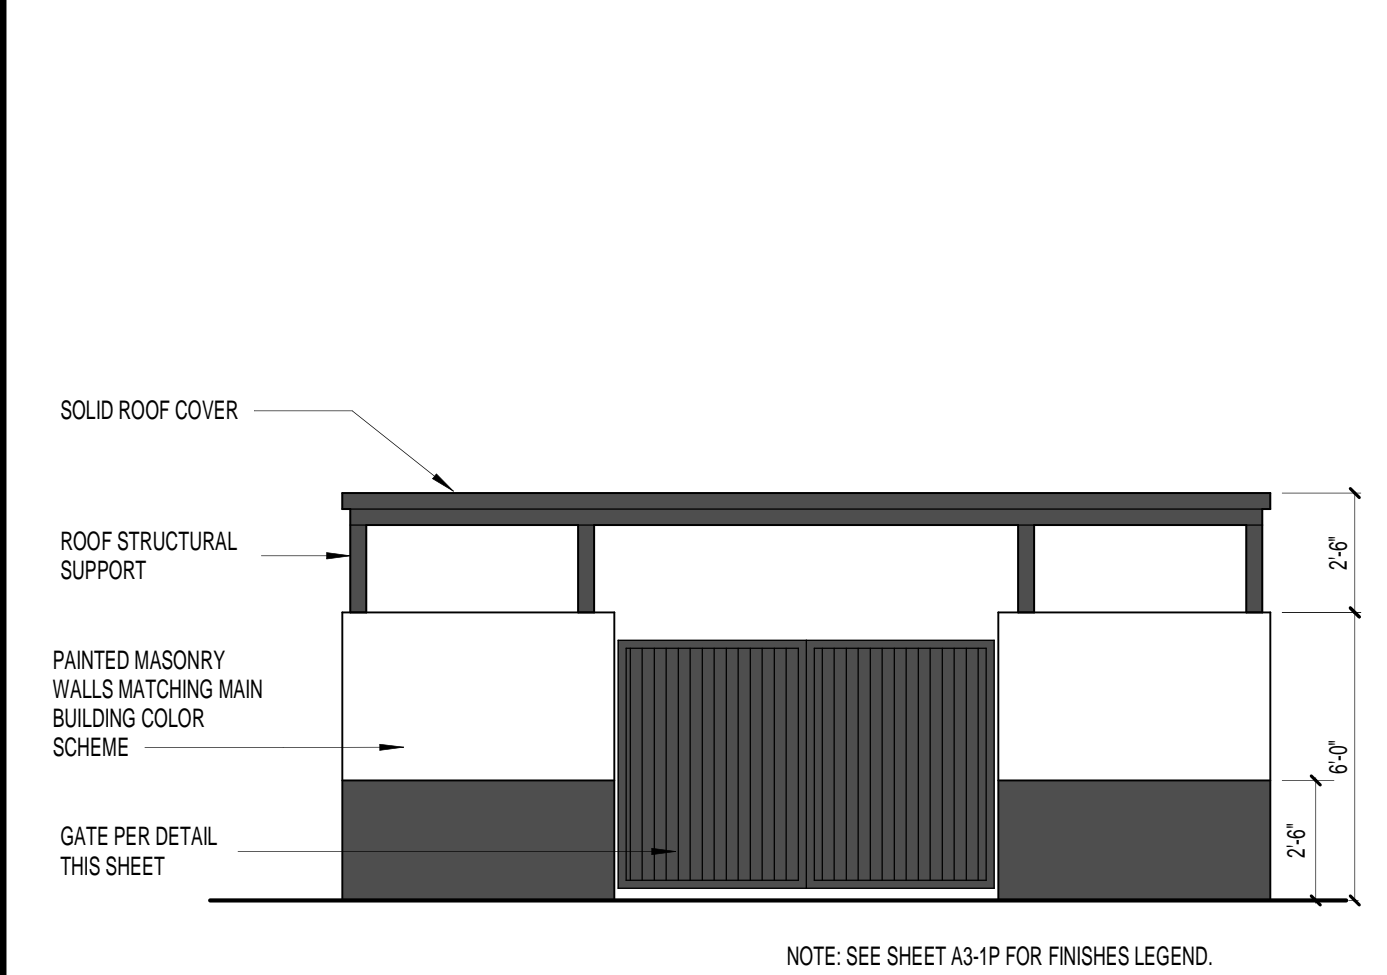 SOLID ROOF COVER
ROOF STRUCTURAL
SUPPORT
2'-6"
PAINTED MASONRY
WALLS MATCHING MAIN
BUILDING COLOR
SCHEME
6'-0"
GATE PER DETAIL
THIS SHEET
2'-6"
NOTE: SEE SHEET A3-1P FOR FINISHES LEGEND.